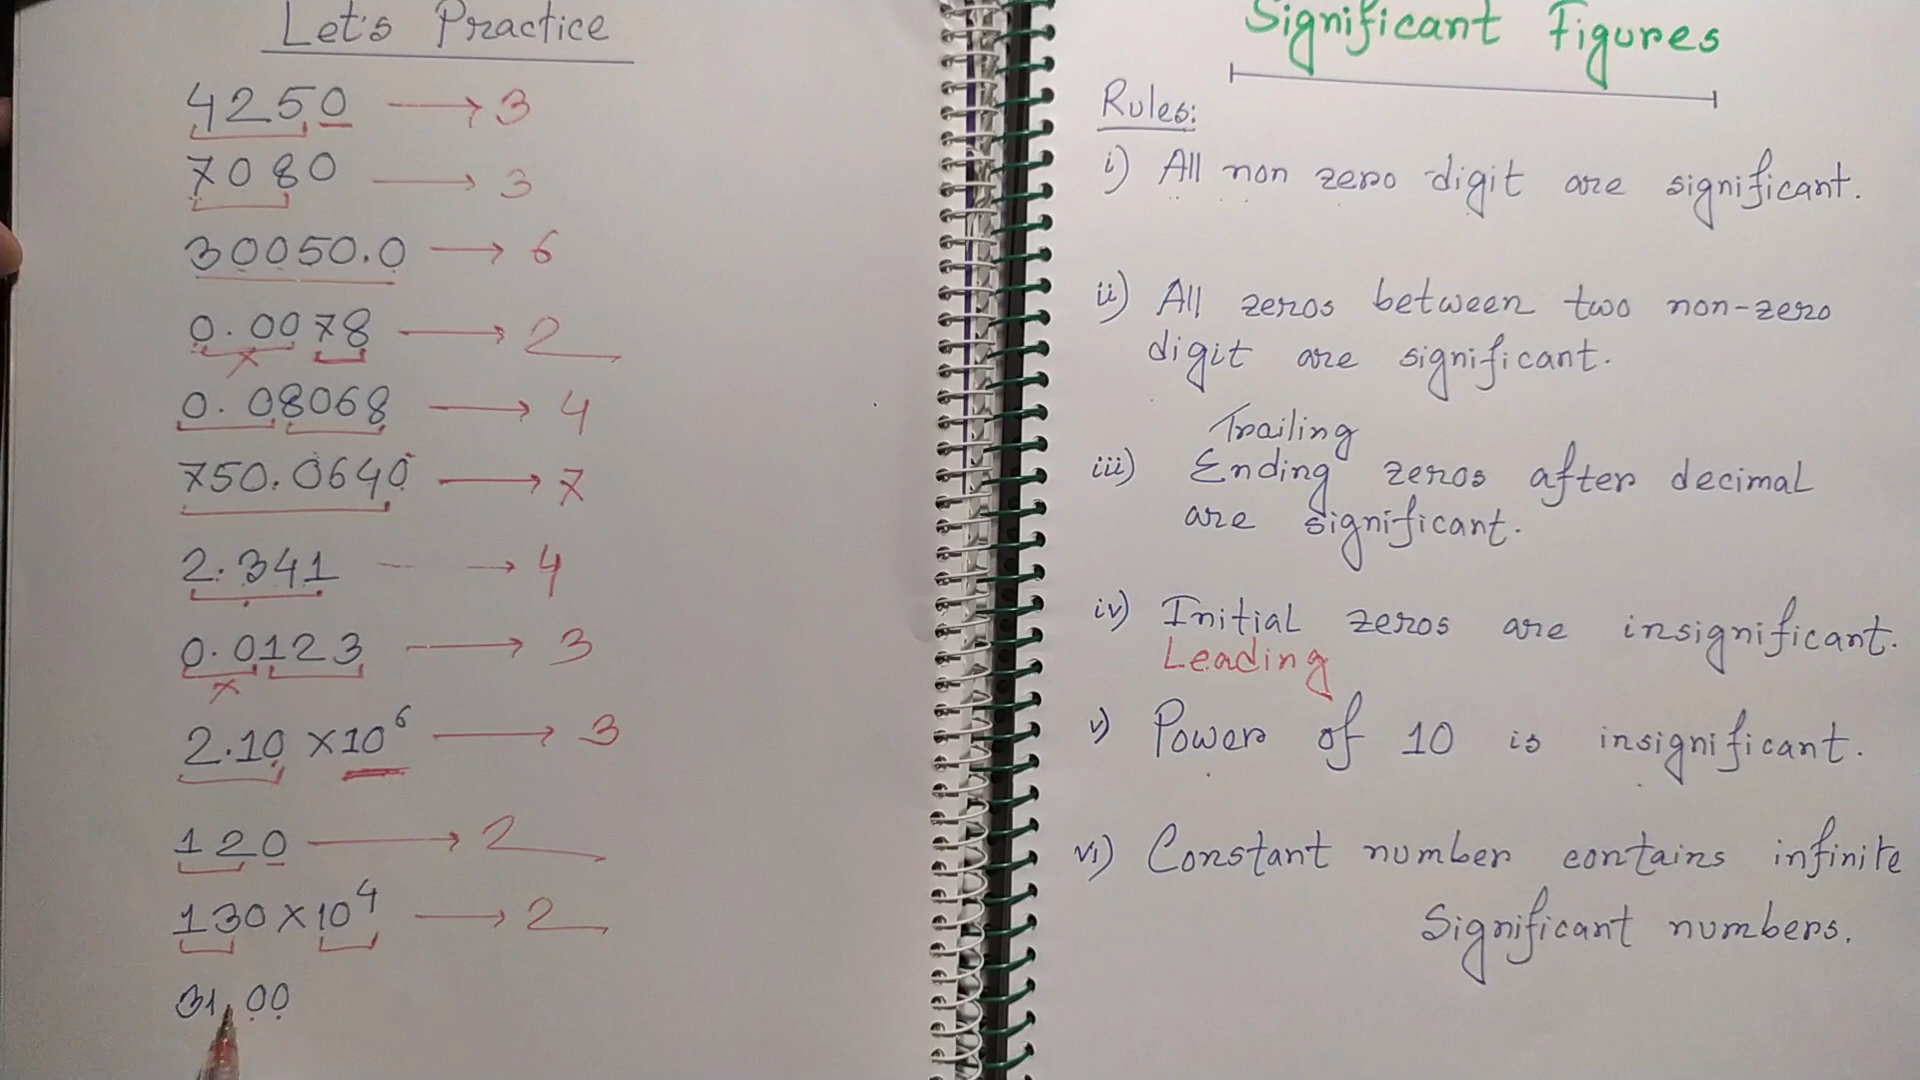 Let's Practice
4250 → 3
7080 → 3
30050.0 → 6
0.0078 → 2
0.08068 → 4
750.0640 → 7
2.341 → 4
0.0123 → 3
2.10 ×10⁶ → 3
120 → 2
130×10⁴ → 2
31.00
Significant Figures
Rules:
i) All non zero digit are significant.
ii) All zeros between two non-zero
digit are significant.
Trailing
iii) Ending zeros after decimal
are significant.
iv) Initial zeros are insignificant.
Leading
v) Power of 10 is insignificant.
vi) Constant number contains infinite
Significant numbers.